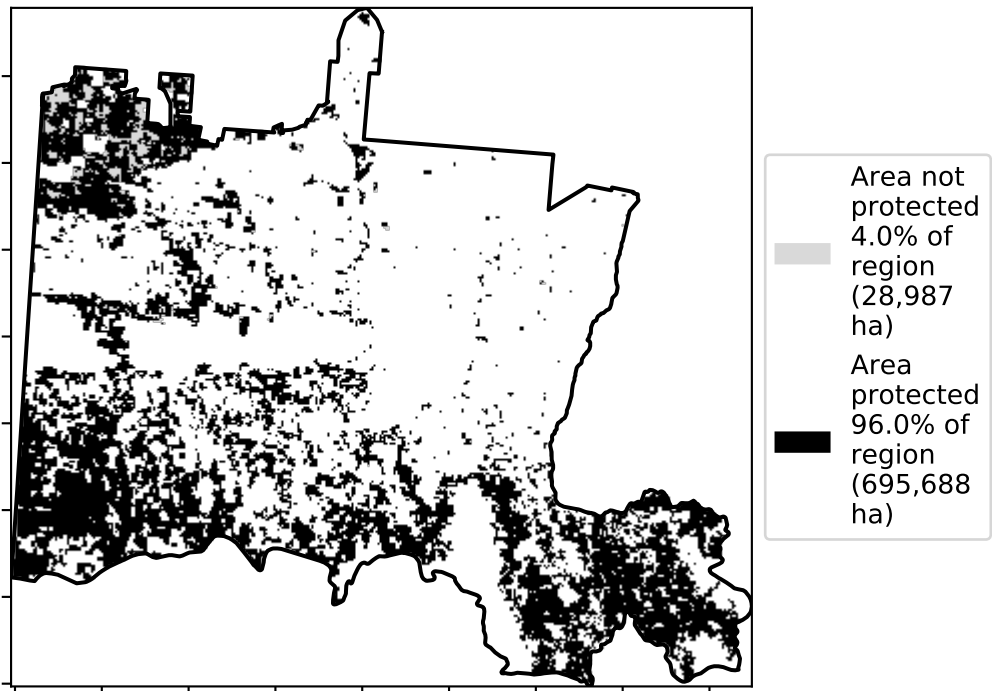 Area not
protected
4.0% of
region
(28,987
ha)
Area
protected
96.0% of
region
(695,688
ha)